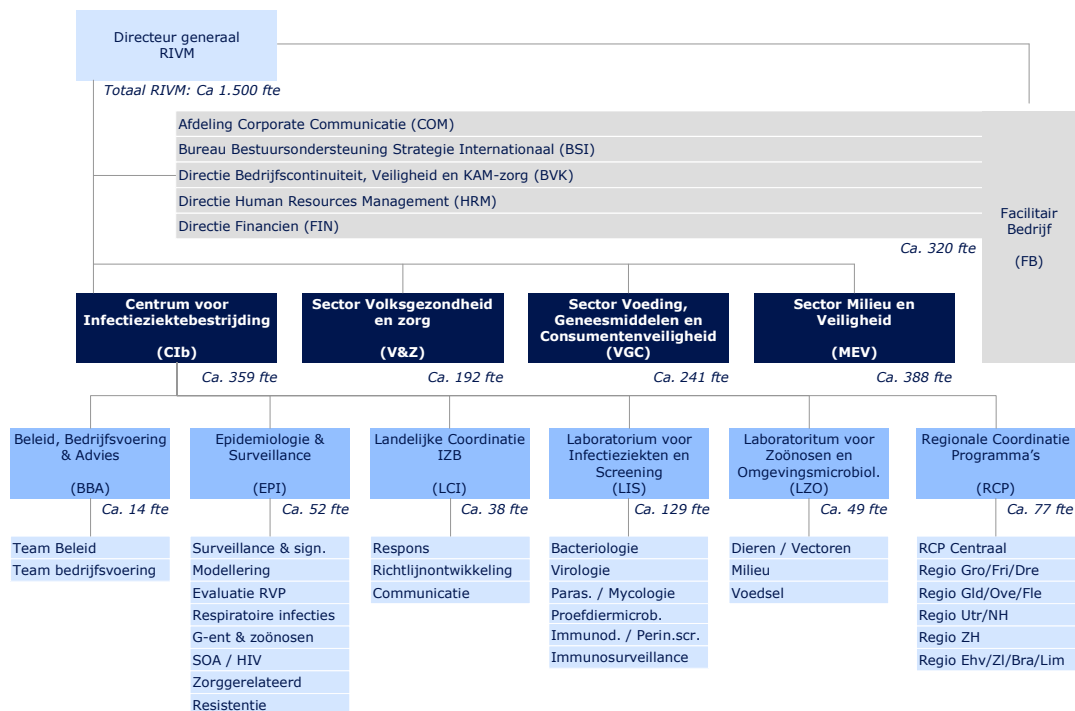 Directeur generaal
RIVM
Totaal RIVM: Ca 1.500 fte
Afdeling Corporate Communicatie (COM)
Bureau Bestuursondersteuning Strategie Internationaal (BSI)
Directie Bedrijfscontinuiteit, Veiligheid en KAM-zorg (BVK)
Directie Human Resources Management (HRM)
Directie Financien (FIN)
Ca. 320 fte
Facilitair
Bedrijf
(FB)
Centrum voor
Infectieziektebestrijding
(CIb)
Ca. 359 fte
Sector Volksgezondheid
en zorg
(V&Z)
Ca. 192 fte
Sector Voeding,
Geneesmiddelen en
Consumentenveiligheid
(VGC)
Ca. 241 fte
Sector Milieu en
Veiligheid
(MEV)
Ca. 388 fte
Beleid, Bedrijfsvoering
& Advies
(BBA)
Ca. 14 fte
Team Beleid
Team bedrijfsvoering
Epidemiologie &
Surveillance
(EPI)
Ca. 52 fte
Surveillance & sign.
Modellering
Evaluatie RVP
Respiratoire infecties
G-ent & zoönosen
SOA / HIV
Zorggerelateerd
Resistentie
Landelijke Coordinatie
IZB
(LCI)
Ca. 38 fte
Respons
Richtlijnontwikkeling
Communicatie
Laboratorium voor
Infectieziekten en
Screening
(LIS)
Ca. 129 fte
Bacteriologie
Virologie
Paras. / Mycologie
Proefdiermicrob.
Immunod. / Perin.scr.
Immunosurveillance
Laboratoritum voor
Zoönosen en
Omgevingsmicrobiol.
(LZO)
Ca. 49 fte
Dieren / Vectoren
Milieu
Voedsel
Regionale Coordinatie
Programma's
(RCP)
Ca. 77 fte
RCP Centraal
Regio Gro/Fri/Dre
Regio Gld/Ove/Fle
Regio Utr/NH
Regio ZH
Regio Ehv/Zl/Bra/Lim